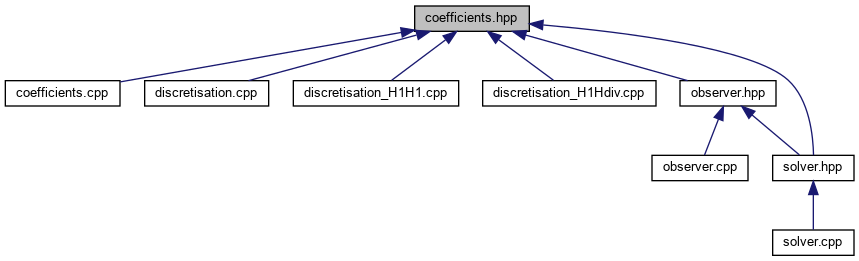 coefficients.hpp
coefficients.cpp
discretisation.cpp
discretisation_H1H1.cpp
discretisation_H1Hdiv.cpp
observer.hpp
observer.cpp
solver.hpp
solver.cpp